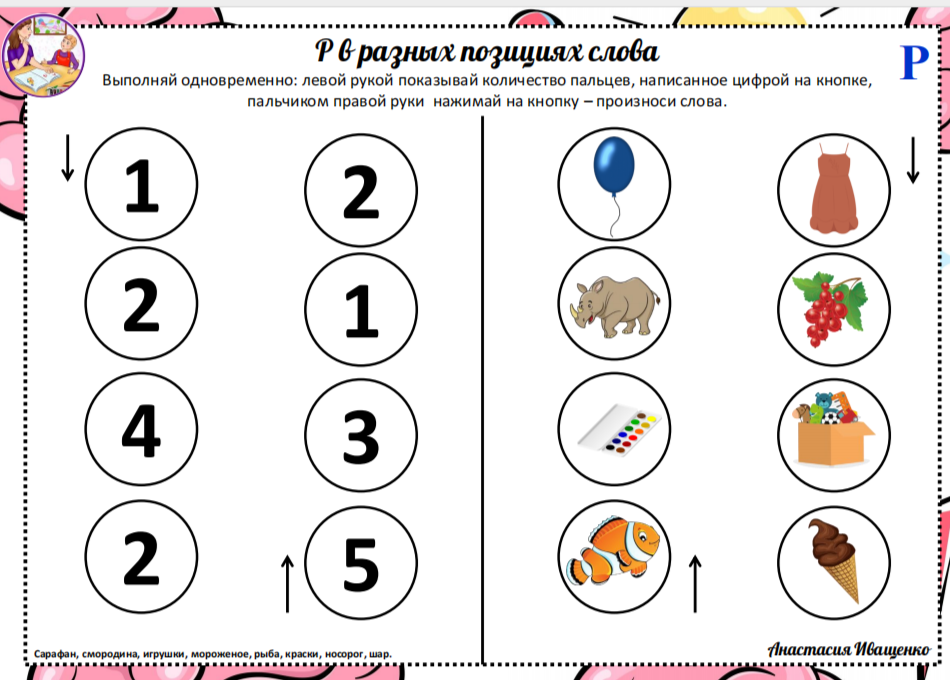 Р в разных позициях слова
Р
Выполняй одновременно: левой рукой показывай количество пальцев, написанное цифрой на кнопке,
пальчиком правой руки нажимай на кнопку – произноси слова.
1 2
2 1
4 3
2 5
Сарафан, смородина, игрушки, мороженое, рыба, краски, носорог, шар.
Анастасия Иващенко